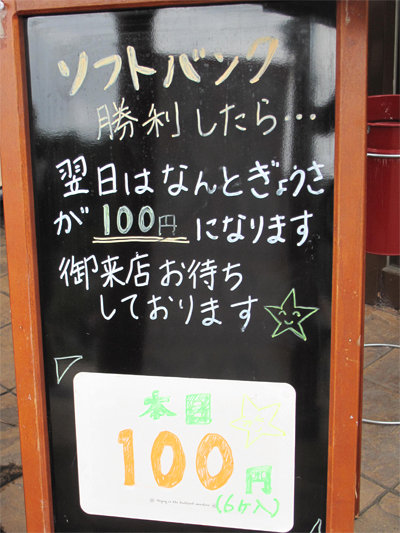 ソフトバンク
勝利したら…
翌日はなんとぎょうさ
が100円になります
御来店お待ち
しております
本日
100円
(6ヶ入)